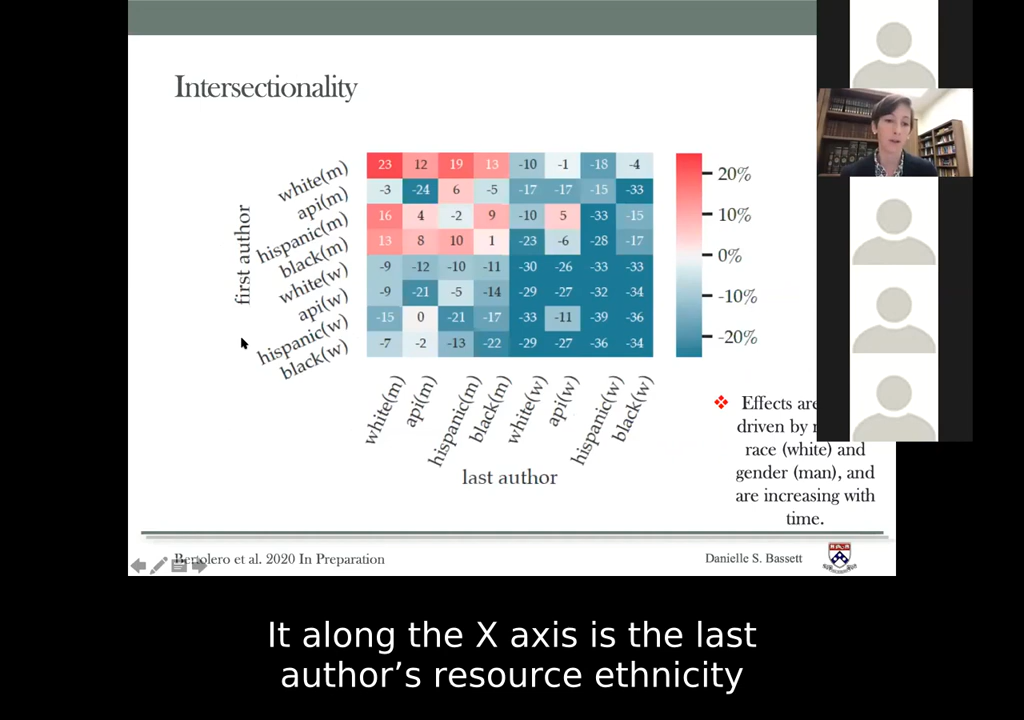 Intersectionality
white(m) 23 12 19 13 -10 -1 -18 -4
api(m) -3 -24 6 -5 -17 -17 -15 -33
hispanic(m) 16 4 -2 9 -10 5 -33 -15
black(m) 13 8 10 1 -23 -6 -28 -17
white(w) -9 -12 -10 -11 -30 -26 -33 -33
api(w) -9 -21 -5 -14 -29 -27 -32 -34
hispanic(w) -15 0 -21 -17 -33 -11 -39 -36
black(w) -7 -2 -13 -22 -29 -27 -36 -34
first author
white(m) api(m) hispanic(m) black(m) white(w) api(w) hispanic(w) black(w)
last author
20%
10%
0%
-10%
-20%
Effects are
driven by
race (white) and
gender (man), and
are increasing with
time.
Bertolero et al. 2020 In Preparation
Danielle S. Bassett
It along the X axis is the last
author's resource ethnicity